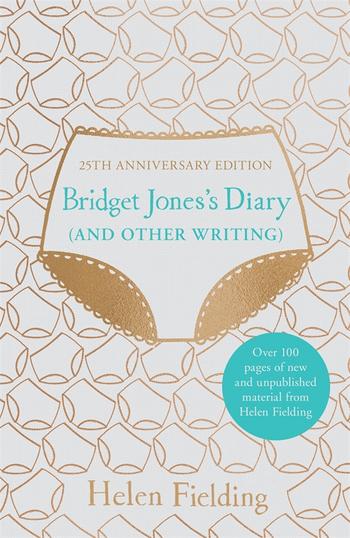 25TH ANNIVERSARY EDITION
Bridget Jones's Diary
(AND OTHER WRITING)
Over 100
pages of new
and unpublished
material from
Helen Fielding
Helen Fielding